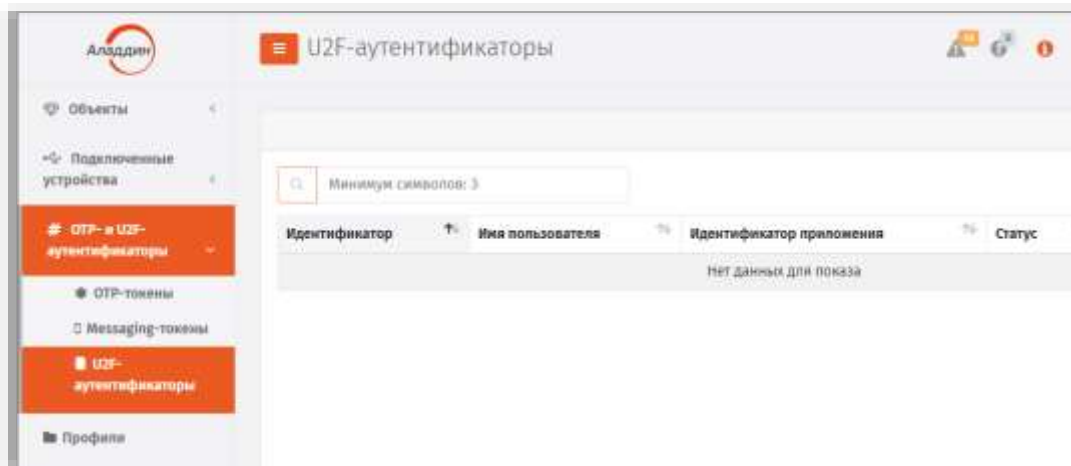 Аладдин
U2F-аутентификаторы
Объекты
Подключенные
устройства
Минимум символов: 3
# OTP- и U2F-
аутентификаторы
Идентификатор
Имя пользователя
Идентификатор приложения
Статус
Нет данных для показа
OTP-токены
Messaging-токены
U2F-
аутентификаторы
Профили